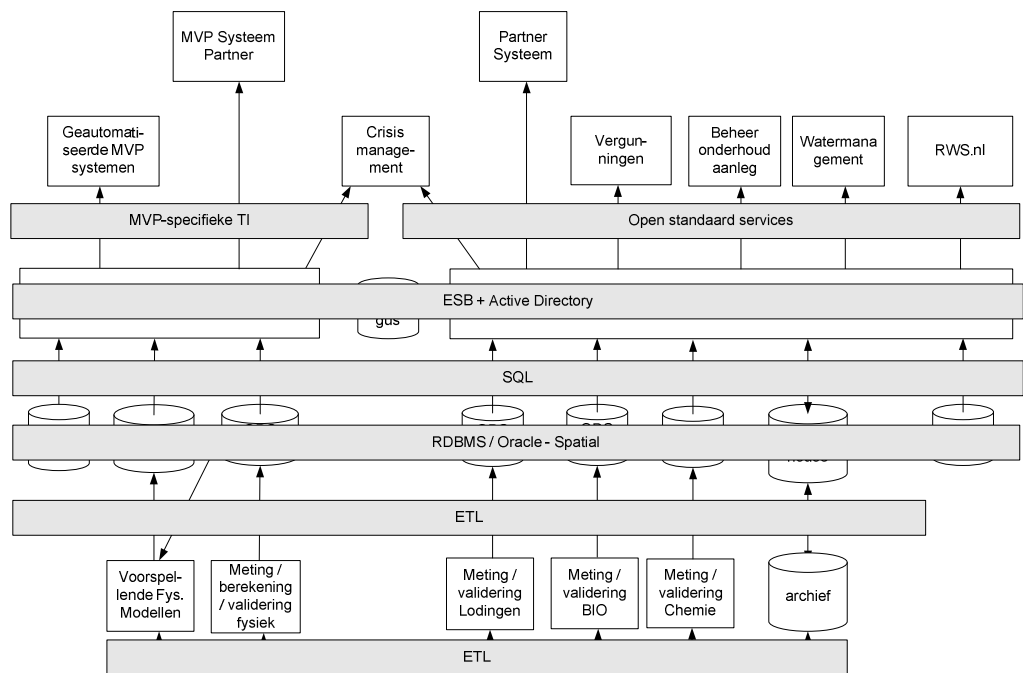 MVP Systeem
Partner
Partner
Systeem
Geautomati-
seerde MVP
systemen
Crisis
manage-
ment
Vergun-
ningen
Beheer
onderhoud
aanleg
Watermana
gement
RWS.nl
MVP-specifieke TI
Open standaard services
ESB + Active Directory
gus
SQL
RDBMS / Oracle - Spatial
ETL
Voorspel-
lende Fys.
Modellen
Meting /
berekening
/ validering
fysiek
Meting /
validering
Lodingen
Meting /
validering
BIO
Meting /
validering
Chemie
archief
ETL